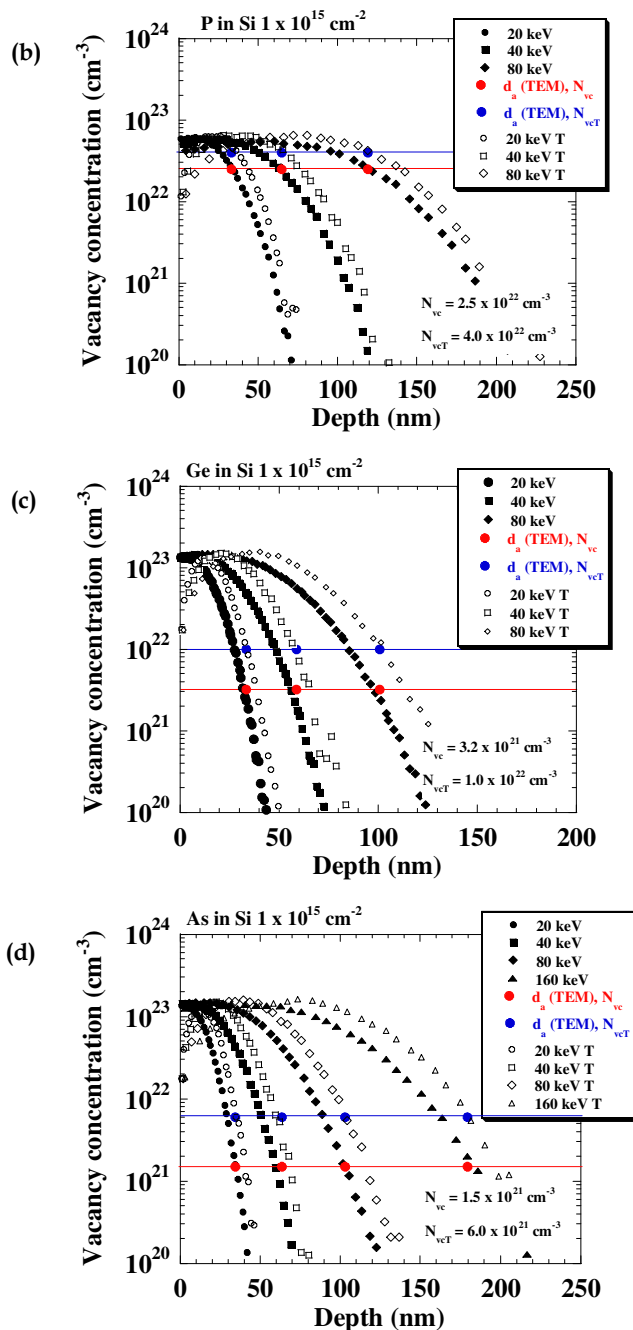 (b)
P in Si 1 x 10^15 cm^-2
20 keV
40 keV
80 keV
d_a (TEM), N_vc
d_a (TEM), N_vcT
20 keV T
40 keV T
80 keV T
Vacancy concentration (cm^-3)
10^24
10^23
10^22
10^21
10^20
N_vc = 2.5 x 10^22 cm^-3
N_vcT = 4.0 x 10^22 cm^-3
0 50 100 150 200 250
Depth (nm)
(c)
Ge in Si 1 x 10^15 cm^-2
20 keV
40 keV
80 keV
d_a (TEM), N_vc
d_a (TEM), N_vcT
20 keV T
40 keV T
80 keV T
Vacancy concentration (cm^-3)
10^24
10^23
10^22
10^21
10^20
N_vc = 3.2 x 10^21 cm^-3
N_vcT = 1.0 x 10^22 cm^-3
0 50 100 150 200
Depth (nm)
(d)
As in Si 1 x 10^15 cm^-2
20 keV
40 keV
80 keV
160 keV
d_a (TEM), N_vc
d_a (TEM), N_vcT
20 keV T
40 keV T
80 keV T
160 keV T
Vacancy concentration (cm^-3)
10^24
10^23
10^22
10^21
10^20
N_vc = 1.5 x 10^21 cm^-3
N_vcT = 6.0 x 10^21 cm^-3
0 50 100 150 200 250
Depth (nm)